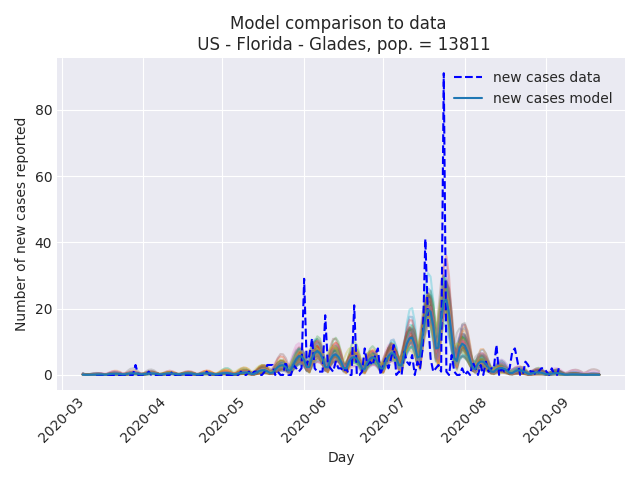 Model comparison to data
US - Florida - Glades, pop. = 13811
new cases data
new cases model
Number of new cases reported
80
60
40
20
0
2020-03
2020-04
2020-05
2020-06
2020-07
2020-08
2020-09
Day